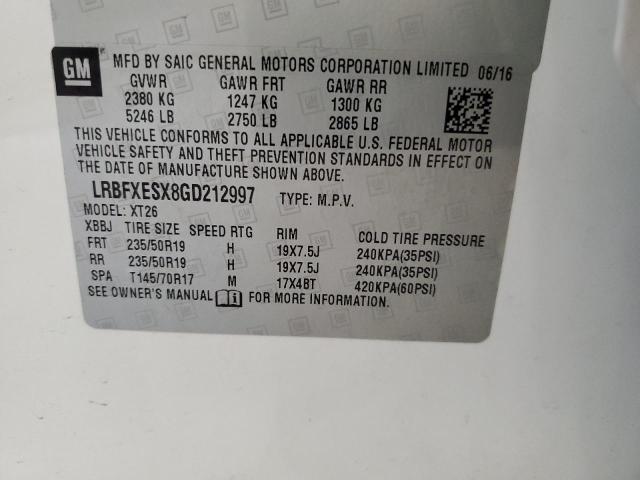 GM
MFD BY SAIC GENERAL MOTORS CORPORATION LIMITED 06/16
GVWR GAWR FRT GAWR RR
2380 KG 1247 KG 1300 KG
5246 LB 2750 LB 2865 LB
THIS VEHICLE CONFORMS TO ALL APPLICABLE U.S. FEDERAL MOTOR
VEHICLE SAFETY AND THEFT PREVENTION STANDARDS IN EFFECT ON
THE DATE OF MANUFACTURE SHOWN ABOVE.
LRBFXESX8GD212997 TYPE: M.P.V.
MODEL: XT26
XBBJ TIRE SIZE SPEED RTG RIM COLD TIRE PRESSURE
FRT 235/50R19 H 19X7.5J 240KPA(35PSI)
RR 235/50R19 H 19X7.5J 240KPA(35PSI)
SPA T145/70R17 M 17X4BT 420KPA(60PSI)
SEE OWNER'S MANUAL FOR MORE INFORMATION.